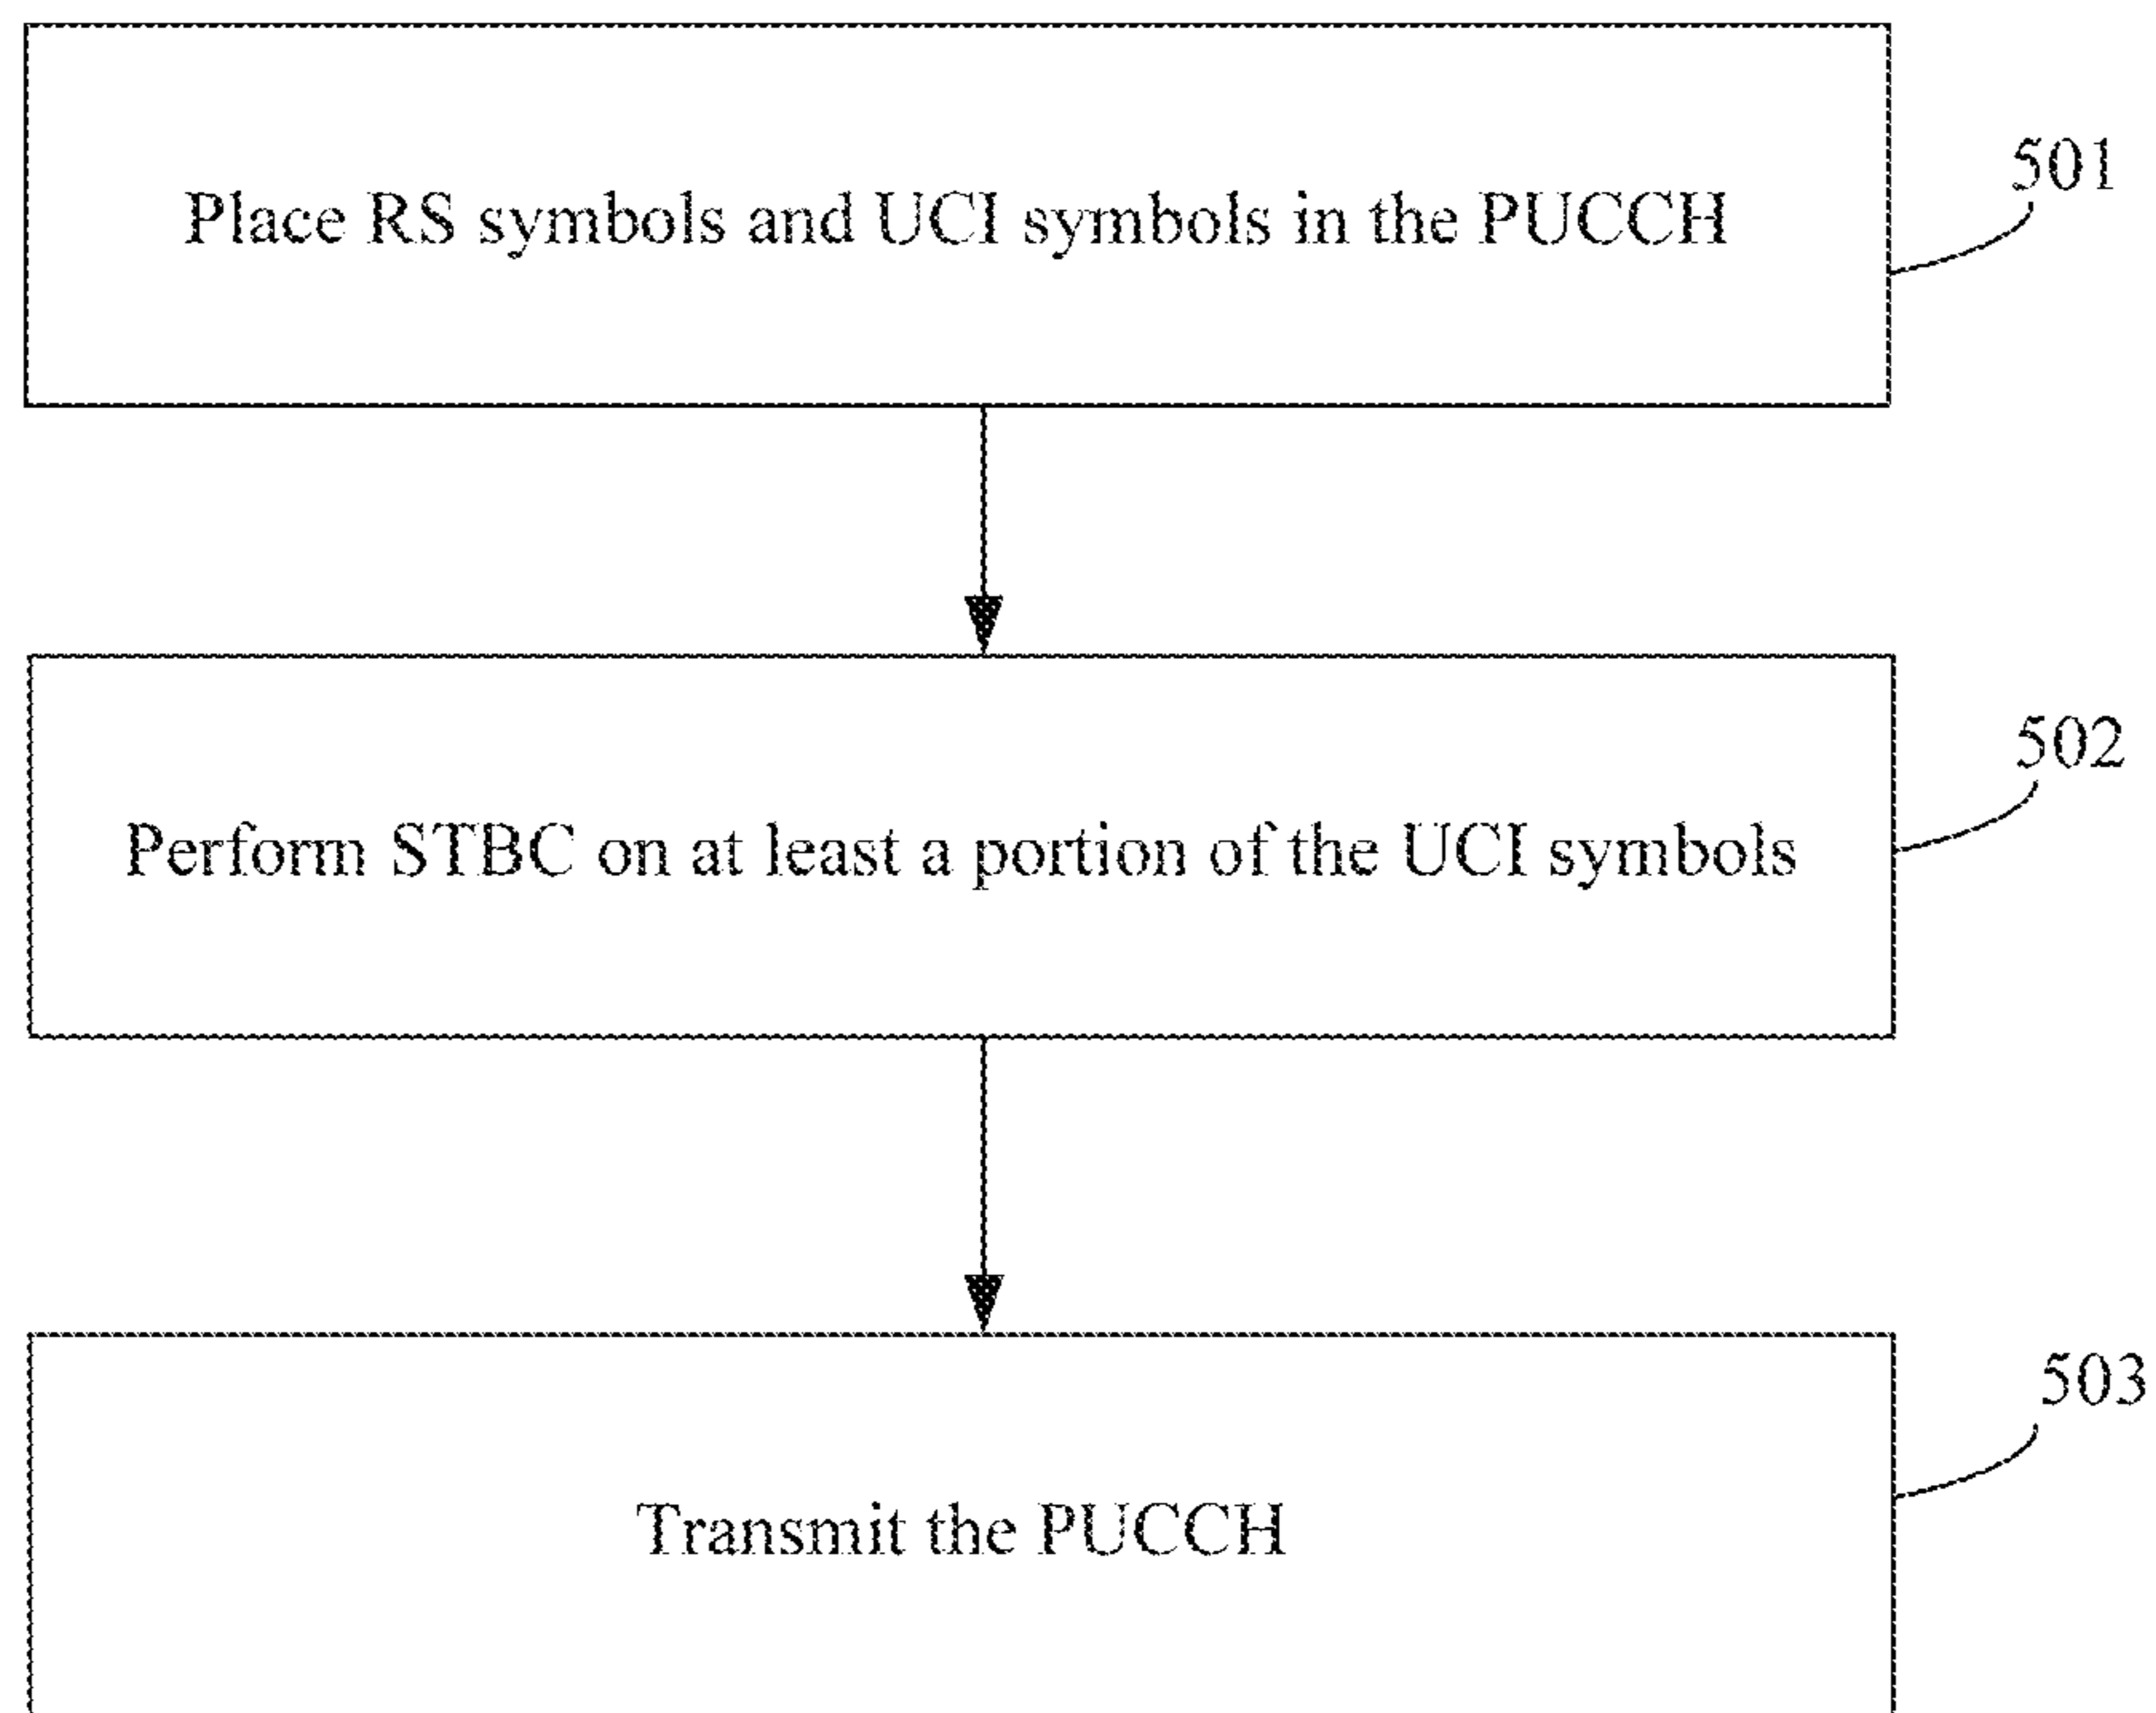 Place RS symbols and UCI symbols in the PUCCH
501
Perform STBC on at least a portion of the UCI symbols
502
Transmit the PUCCH
503